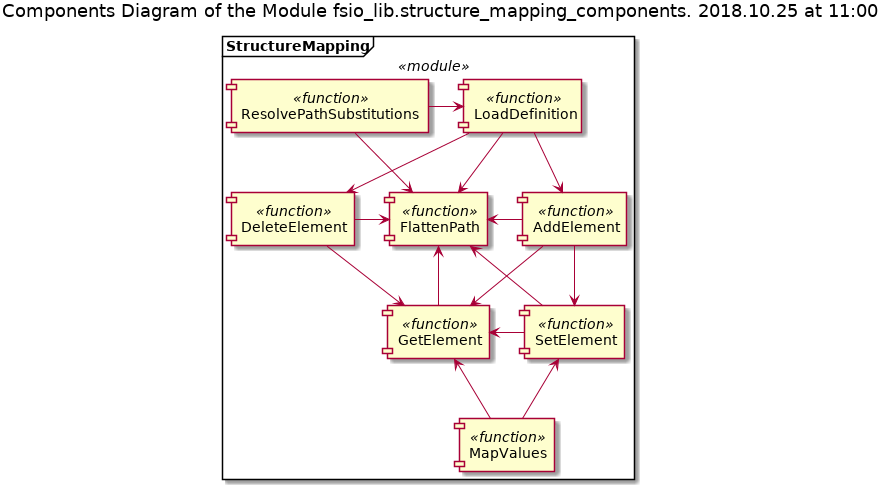 Components Diagram of the Module fsio_lib.structure_mapping_components. 2018.10.25 at 11:00
StructureMapping
«module»
«function»
ResolvePathSubstitutions
«function»
LoadDefinition
«function»
DeleteElement
«function»
FlattenPath
«function»
AddElement
«function»
GetElement
«function»
SetElement
«function»
MapValues